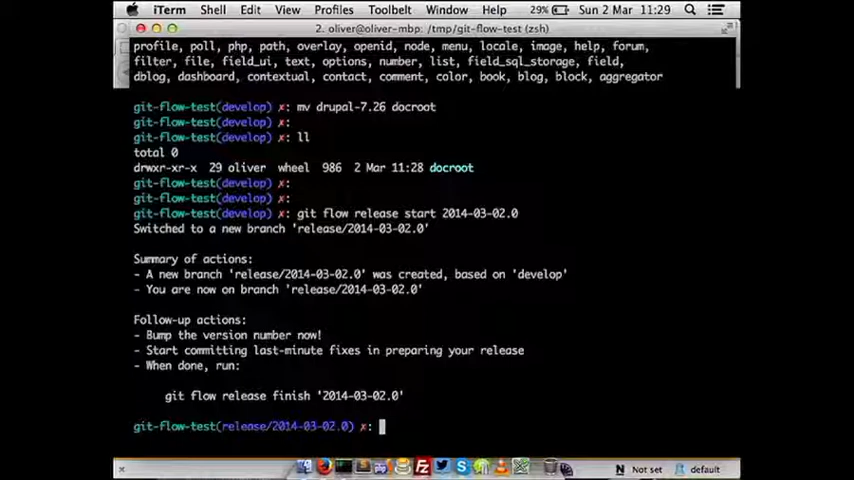 iTerm Shell Edit View Profiles Toolbelt Window Help 29% Sun 2 Mar 11:29
2. oliver@oliver-mbp: /tmp/git-flow-test (zsh)
profile, poll, php, path, overlay, openid, node, menu, locale, image, help, forum,
filter, file, field_ui, text, options, number, list, field_sql_storage, field,
dblog, dashboard, contextual, contact, comment, color, book, blog, block, aggregator
git-flow-test(develop) ✗: mv drupal-7.26 docroot
git-flow-test(develop) ✗:
git-flow-test(develop) ✗: ll
total 0
drwxr-xr-x 29 oliver wheel 986 2 Mar 11:28 docroot
git-flow-test(develop) ✗:
git-flow-test(develop) ✗:
git-flow-test(develop) ✗: git flow release start 2014-03-02.0
Switched to a new branch 'release/2014-03-02.0'
Summary of actions:
- A new branch 'release/2014-03-02.0' was created, based on 'develop'
- You are now on branch 'release/2014-03-02.0'
Follow-up actions:
- Bump the version number now!
- Start committing last-minute fixes in preparing your release
- When done, run:
git flow release finish '2014-03-02.0'
git-flow-test(release/2014-03-02.0) ✗:
N Not set default